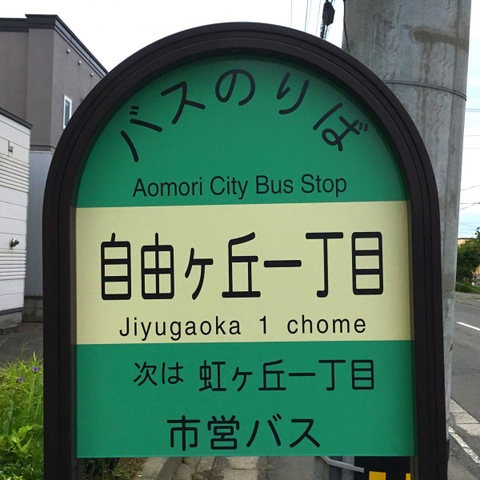 バスのりば
Aomori City Bus Stop
自由ヶ丘一丁目
Jiyugaoka 1 chome
次は 虹ヶ丘一丁目
市営バス